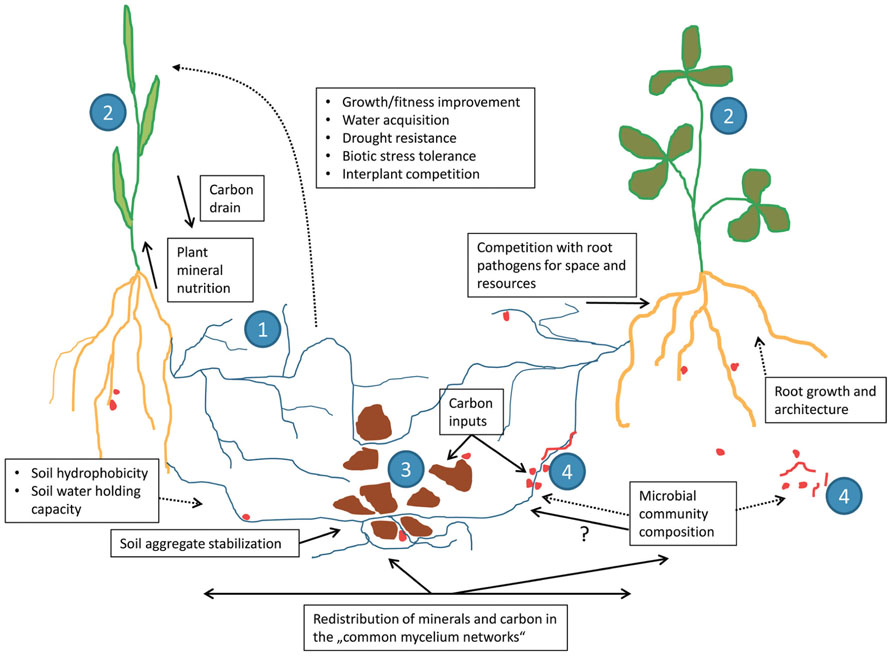 2
2
• Growth/fitness improvement
• Water acquisition
• Drought resistance
• Biotic stress tolerance
• Interplant competition
Carbon
drain
Plant
mineral
nutrition
Competition with root
pathogens for space and
resources
1
Root growth and
architecture
Carbon
inputs
3
4
• Soil hydrophobicity
• Soil water holding
capacity
Microbial
community
composition
4
?
Soil aggregate stabilization
Redistribution of minerals and carbon in
the „common mycelium networks“